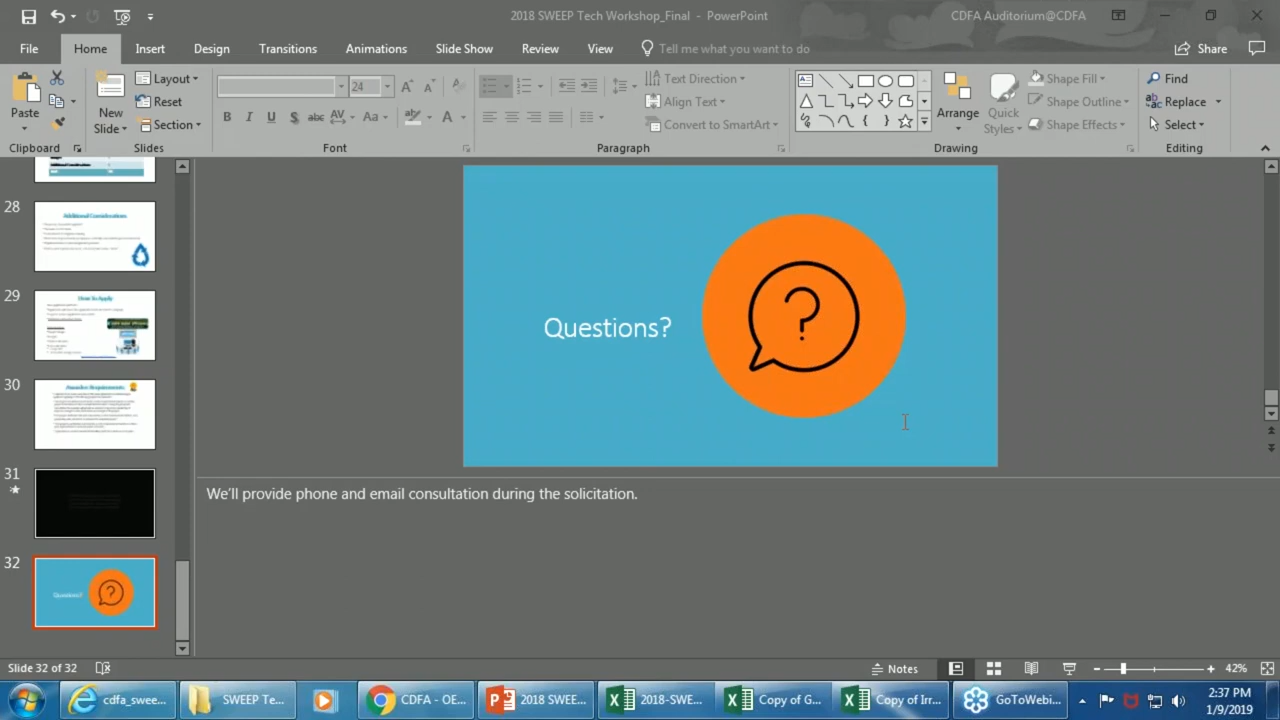 2018 SWEEP Tech Workshop_Final - PowerPoint
CDFA Auditorium@CDFA
File Home Insert Design Transitions Animations Slide Show Review View Tell me what you want to do Share
Paste
New Slide
Layout
Reset
Section
Text Direction
Align Text
Convert to SmartArt
Arrange
Quick Styles
Shape Fill
Shape Outline
Shape Effects
Find
Replace
Select
Clipboard Slides Font Paragraph Drawing Editing
28
Additional Considerations
29
How To Apply
30
Awardee Requirements
31
32
Questions?
Questions?
We'll provide phone and email consultation during the solicitation.
Slide 32 of 32
Notes
42%
cdfa_swee...
SWEEP Te...
CDFA - OE...
2018 SWEE...
2018-SWE...
Copy of G...
Copy of Irr...
GoToWebi...
2:37 PM
1/9/2019